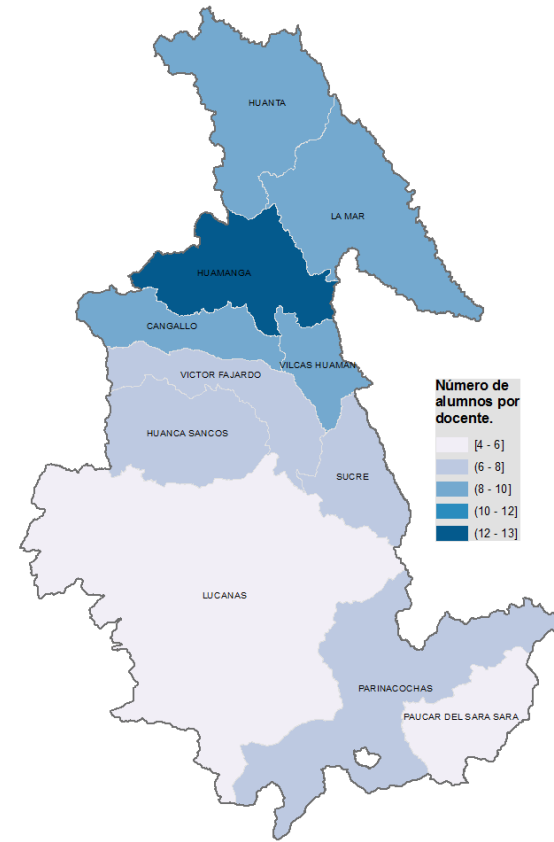 HUANTA
LA MAR
HUAMANGA
CANGALLO
VILCAS HUAMAN
VICTOR FAJARDO
HUANCA SANCOS
SUCRE
LUCANAS
PARINACOCHAS
PAUCAR DEL SARA SARA
Número de
alumnos por
docente.
[4 - 6]
(6 - 8]
(8 - 10]
(10 - 12]
(12 - 13]